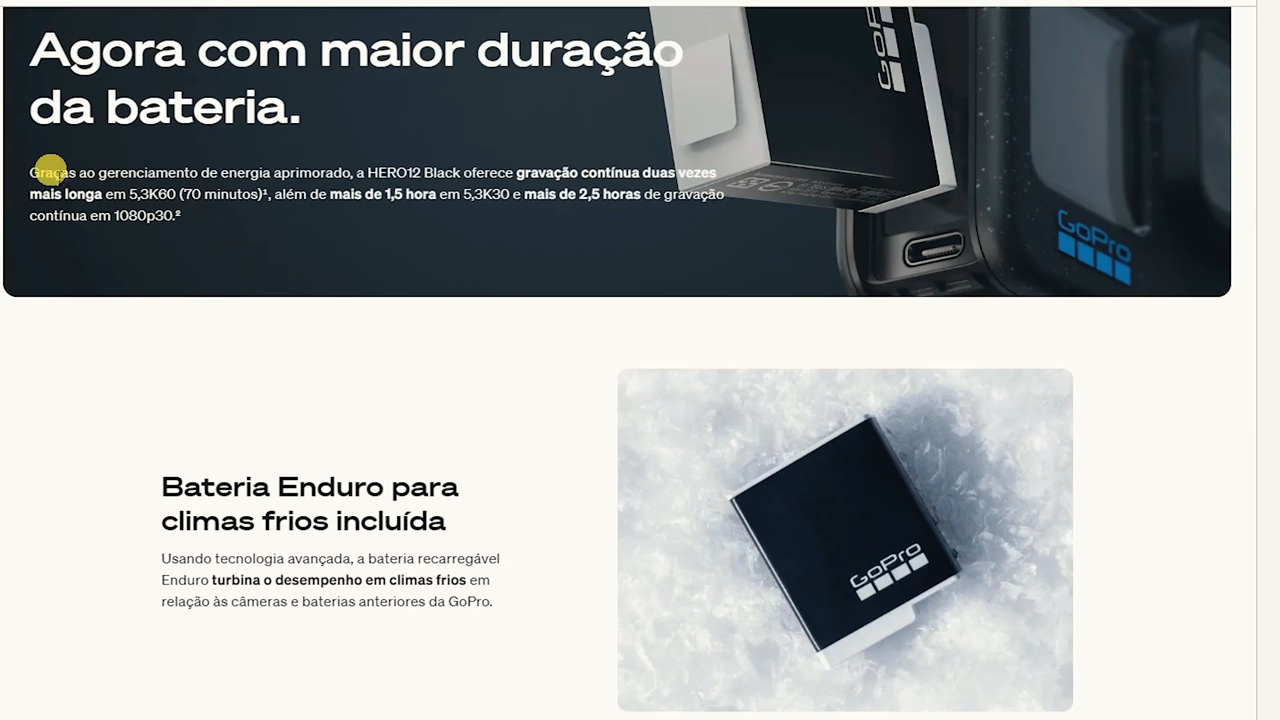 Agora com maior duração
da bateria.
Graças ao gerenciamento de energia aprimorado, a HERO12 Black oferece gravação contínua duas vezes
mais longa em 5,3K60 (70 minutos)¹, além de mais de 1,5 hora em 5,3K30 e mais de 2,5 horas de gravação
contínua em 1080p30.²
GoPro
Bateria Enduro para
climas frios incluída
Usando tecnologia avançada, a bateria recarregável
Enduro turbina o desempenho em climas frios em
relação às câmeras e baterias anteriores da GoPro.
GoPro